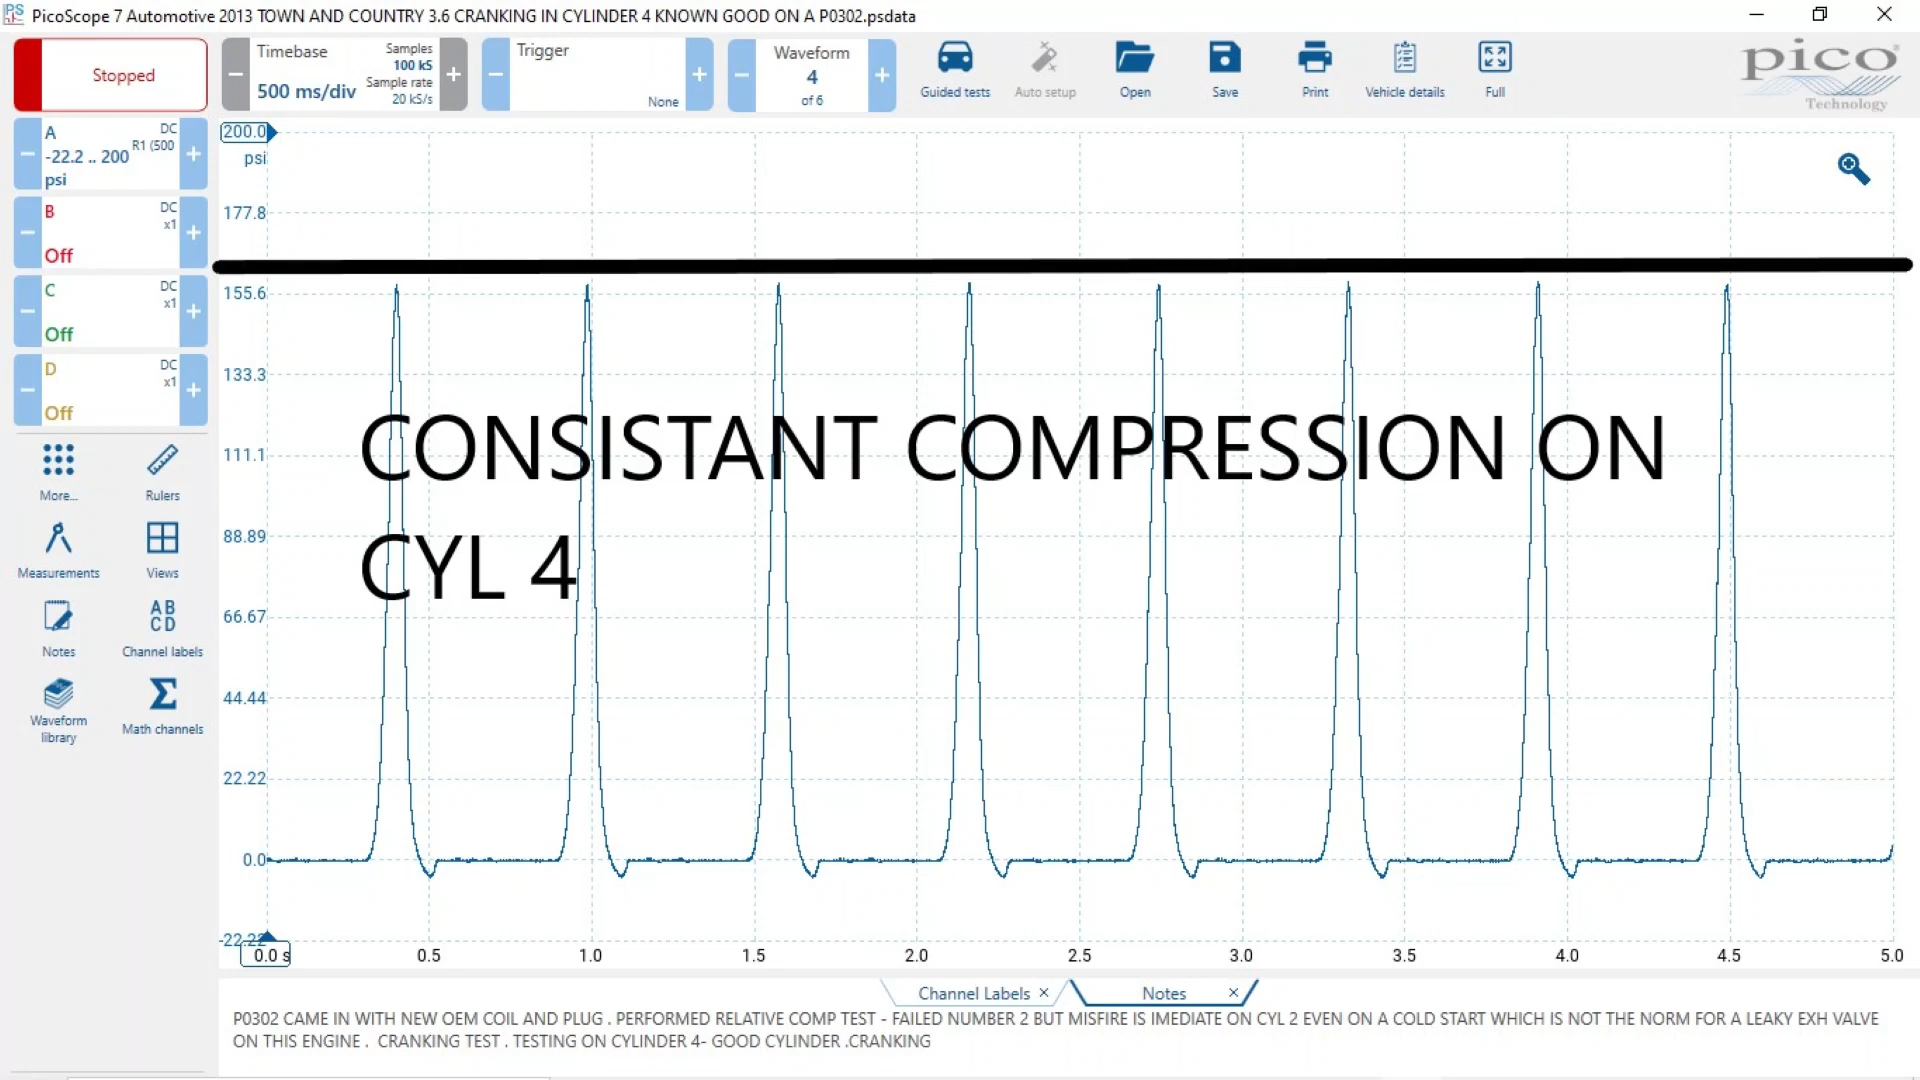 PicoScope 7 Automotive 2013 TOWN AND COUNTRY 3.6 CRANKING IN CYLINDER 4 KNOWN GOOD ON A P0302.psdata
Stopped
Timebase
500 ms/div
Samples
100 kS
Sample rate
20 kS/s
Trigger
None
Waveform
4
of 6
Guided tests
Auto setup
Open
Save
Print
Vehicle details
Full
pico
Technology
A
DC
R1 (500
-22.2 .. 200
psi
B
DC
x1
Off
C
DC
x1
Off
D
DC
x1
Off
More...
Rulers
Measurements
Views
Notes
AB
CD
Channel labels
Waveform
library
Math channels
200.0
psi
177.8
155.6
133.3
111.1
88.89
66.67
44.44
22.22
0.0
-22.22
CONSISTANT COMPRESSION ON
CYL 4
0.0 s
0.5
1.0
1.5
2.0
2.5
3.0
3.5
4.0
4.5
5.0
Channel Labels
Notes
P0302 CAME IN WITH NEW OEM COIL AND PLUG . PERFORMED RELATIVE COMP TEST - FAILED NUMBER 2 BUT MISFIRE IS IMEDIATE ON CYL 2 EVEN ON A COLD START WHICH IS NOT THE NORM FOR A LEAKY EXH VALVE
ON THIS ENGINE . CRANKING TEST . TESTING ON CYLINDER 4- GOOD CYLINDER .CRANKING